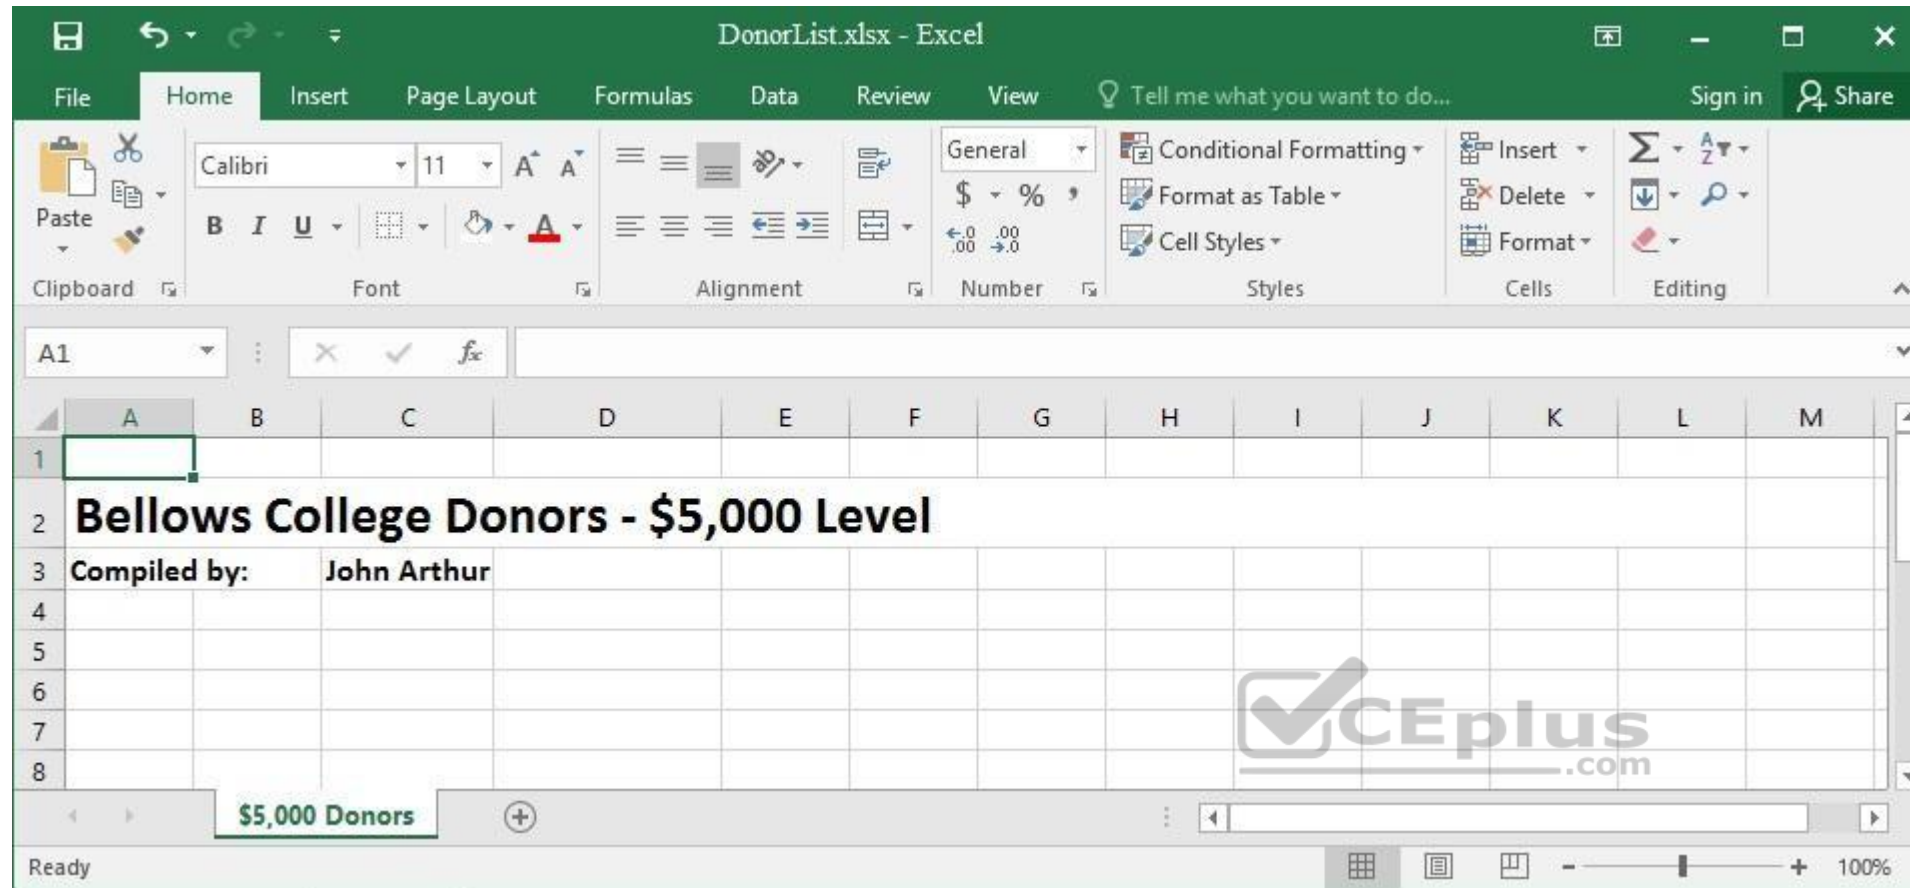 DonorList.xlsx - Excel
File Home Insert Page Layout Formulas Data Review View Tell me what you want to do... Sign in Share
Calibri 11 General Conditional Formatting Insert
Paste $ % , Format as Table Delete
B I U A .00 .00 Cell Styles Format
Clipboard Font Alignment Number Styles Cells Editing
A1 fx
A B C D E F G H I J K L M
1
2 Bellows College Donors - $5,000 Level
3 Compiled by: John Arthur
4
5
6
7 CEplus
8 .com
$5,000 Donors
Ready 100%